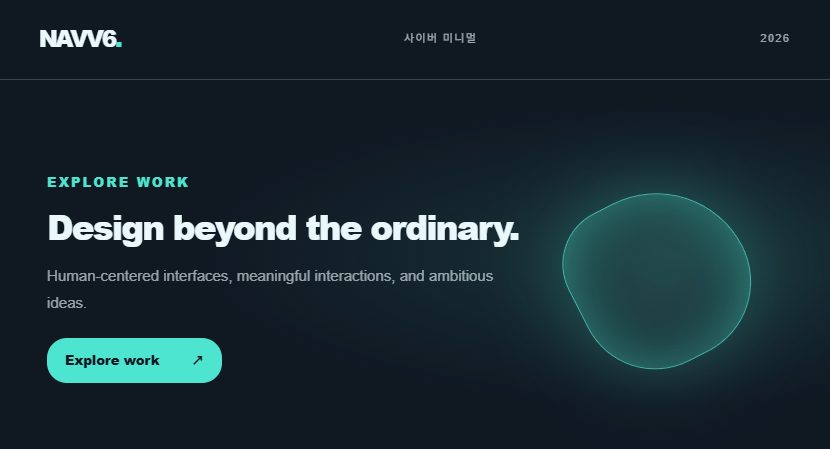 NAVV6.
사이버 미니멀
2026
EXPLORE WORK
Design beyond the ordinary.
Human-centered interfaces, meaningful interactions, and ambitious
ideas.
Explore work ↗